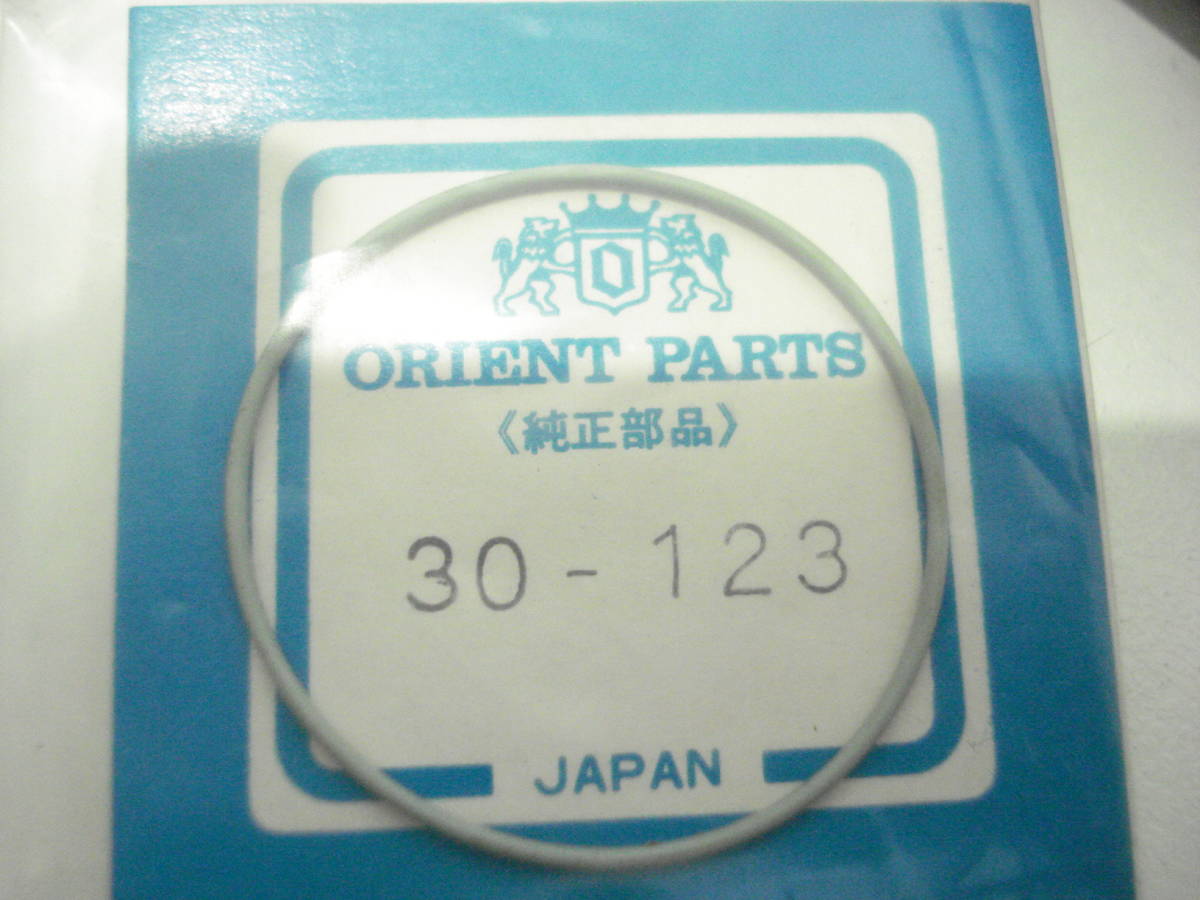 O
ORIENT PARTS
《純正部品》
30-123
JAPAN